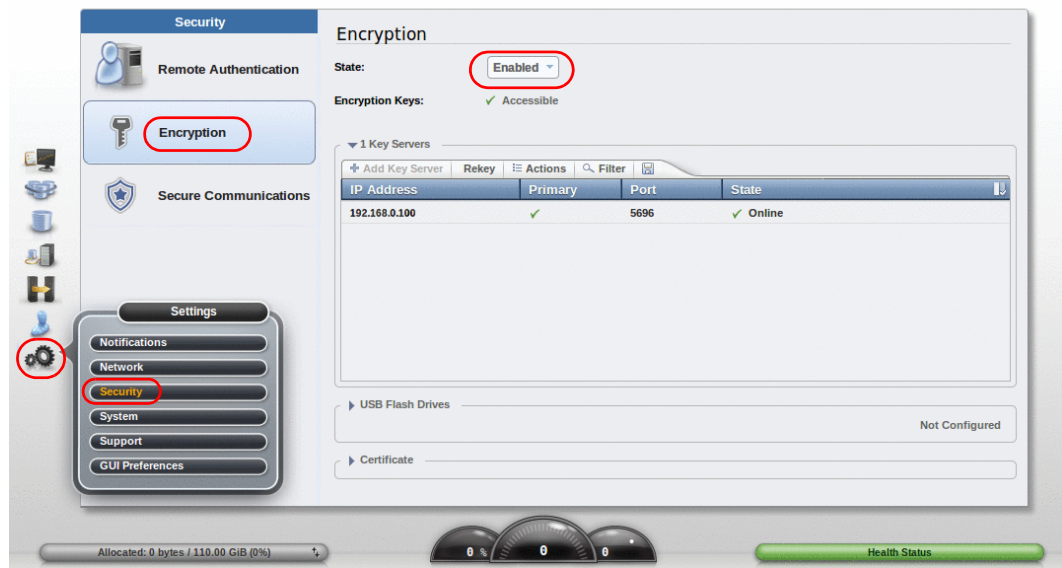 Security
Remote Authentication
Encryption
Secure Communications
Settings
Notifications
Network
Security
System
Support
GUI Preferences
Encryption
State: Enabled
Encryption Keys: Accessible
1 Key Servers
Add Key Server Rekey Actions Filter
IP Address Primary Port State
192.168.0.100 5696 Online
USB Flash Drives
Not Configured
Certificate
Allocated: 0 bytes / 110.00 GiB (0%)
0 % 0 0
Health Status